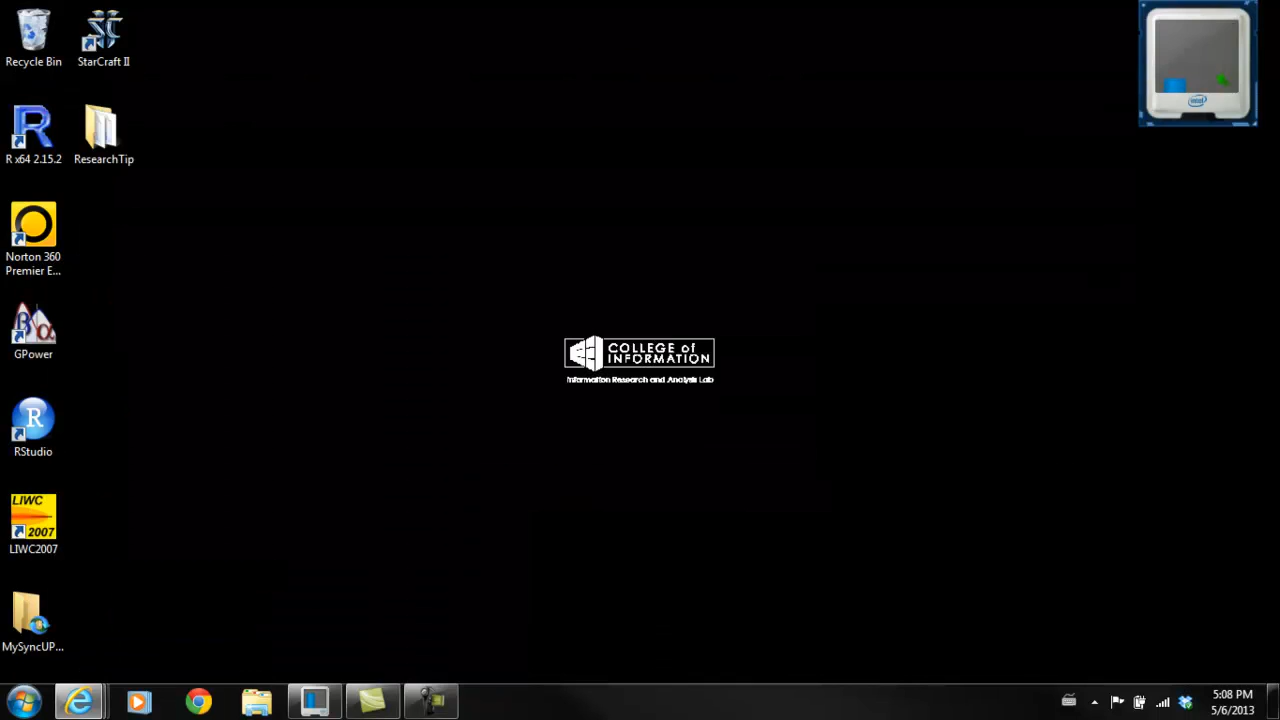 Recycle Bin
StarCraft II
R x64 2.15.2
ResearchTip
Norton 360
Premier E...
GPower
RStudio
LIWC
2007
LIWC2007
MySyncUP...
intel
COLLEGE of
INFORMATION
Information Research and Analysis Lab
5:08 PM
5/6/2013